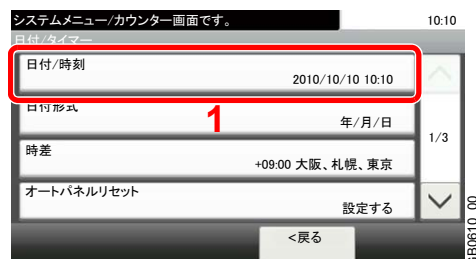 システムメニュー/カウンター画面です。
10:10
日付/タイマー
日付/時刻
2010/10/10 10:10
日付形式
年/月/日
1
1/3
時差
+09:00 大阪、札幌、東京
オートパネルリセット
設定する
<戻る
GB0610_00